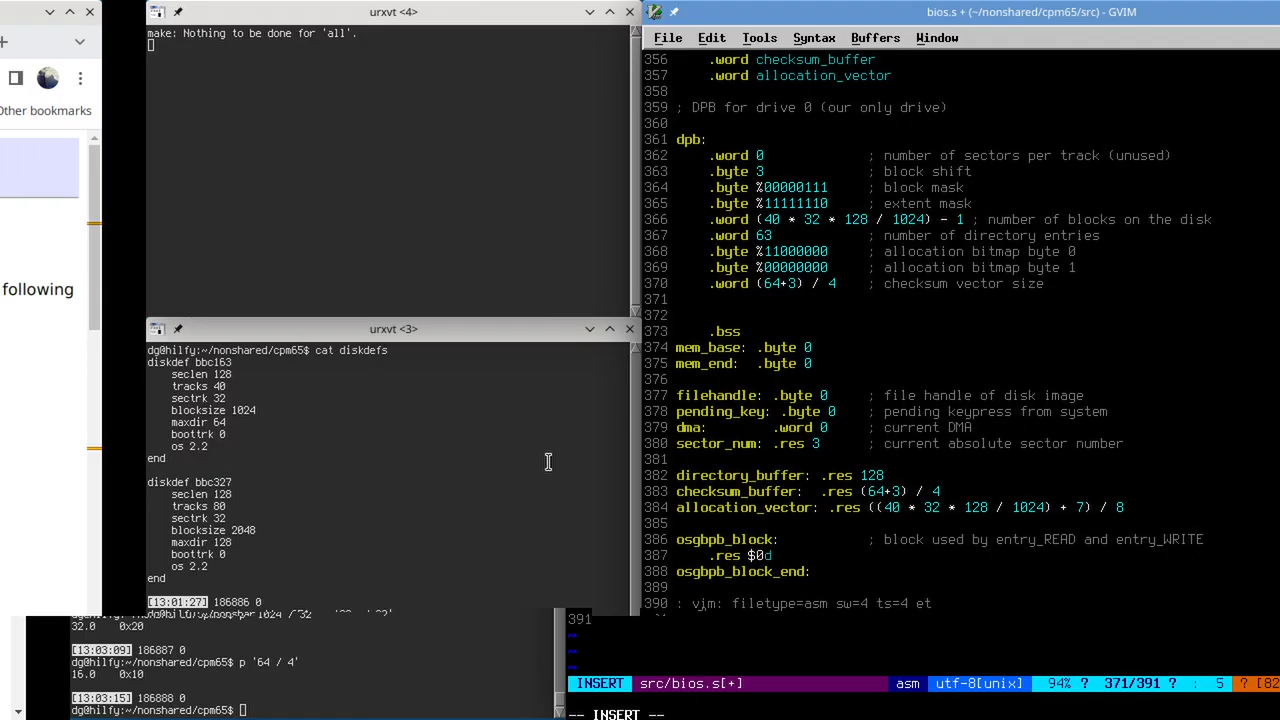 Other bookmarks
following
urxvt <4>
make: Nothing to be done for 'all'.
urxvt <3>
dg@hilfy:~/nonshared/cpm65$ cat diskdefs
diskdef bbc163
    seclen 128
    tracks 40
    sectrk 32
    blocksize 1024
    maxdir 64
    boottrk 0
    os 2.2
end
diskdef bbc327
    seclen 128
    tracks 80
    sectrk 32
    blocksize 2048
    maxdir 128
    boottrk 0
    os 2.2
end
[13:01:27] 186886 0
32.0    0x20
[13:03:09] 186887 0
dg@hilfy:~/nonshared/cpm65$ p '64 / 4'
16.0    0x10
[13:03:15] 186888 0
dg@hilfy:~/nonshared/cpm65$
bios.s + (~/nonshared/cpm65/src) - GVIM
File Edit Tools Syntax Buffers Window
356     .word checksum_buffer
357     .word allocation_vector
358
359 ; DPB for drive 0 (our only drive)
360
361 dpb:
362     .word 0             ; number of sectors per track (unused)
363     .byte 3             ; block shift
364     .byte %00000111     ; block mask
365     .byte %11111110     ; extent mask
366     .word (40 * 32 * 128 / 1024) - 1 ; number of blocks on the disk
367     .word 63            ; number of directory entries
368     .byte %11000000     ; allocation bitmap byte 0
369     .byte %00000000     ; allocation bitmap byte 1
370     .word (64+3) / 4    ; checksum vector size
371
372
373     .bss
374 mem_base: .byte 0
375 mem_end:  .byte 0
376
377 filehandle: .byte 0     ; file handle of disk image
378 pending_key: .byte 0    ; pending keypress from system
379 dma:        .word 0     ; current DMA
380 sector_num: .res 3      ; current absolute sector number
381
382 directory_buffer: .res 128
383 checksum_buffer:  .res (64+3) / 4
384 allocation_vector: .res ((40 * 32 * 128 / 1024) + 7) / 8
385
386 osgbpb_block:           ; block used by entry_READ and entry_WRITE
387     .res $0d
388 osgbpb_block_end:
389
390 ; vim: filetype=asm sw=4 ts=4 et
391
~
~
~
INSERT src/bios.s[+] asm utf-8[unix] 94% ? 371/391 ? : 5 ? [82
-- INSERT --